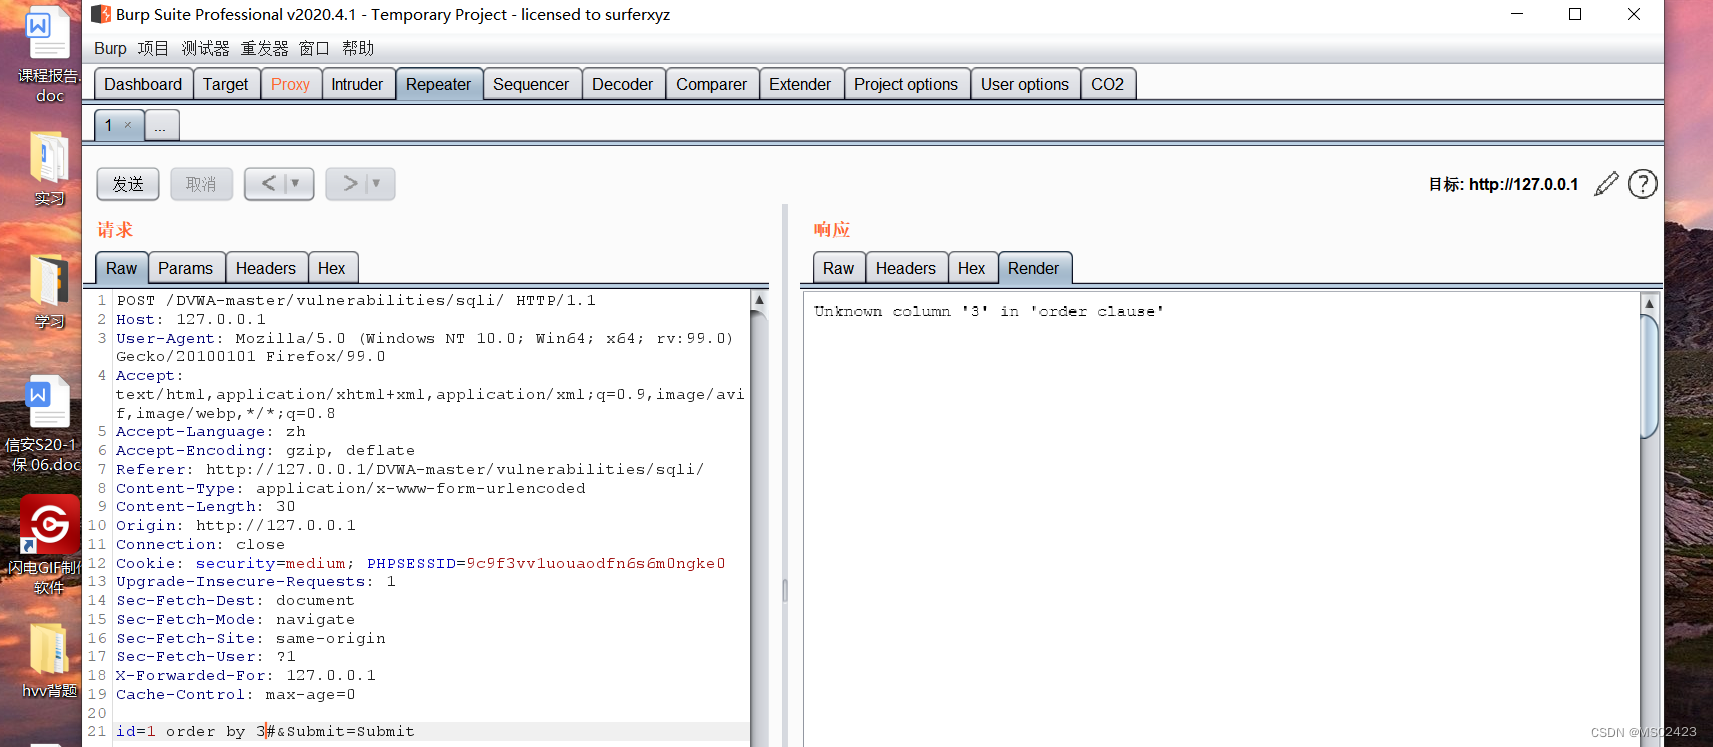 Burp Suite Professional v2020.4.1 - Temporary Project - licensed to surferxyz
Burp 项目 测试器 重发器 窗口 帮助
Dashboard Target Proxy Intruder Repeater Sequencer Decoder Comparer Extender Project options User options CO2
1 × ...
发送 取消 < ▼ > ▼
目标: http://127.0.0.1
?
请求
Raw Params Headers Hex
1 POST /DVWA-master/vulnerabilities/sqli/ HTTP/1.1
2 Host: 127.0.0.1
3 User-Agent: Mozilla/5.0 (Windows NT 10.0; Win64; x64; rv:99.0)
Gecko/20100101 Firefox/99.0
4 Accept:
text/html,application/xhtml+xml,application/xml;q=0.9,image/avi
f,image/webp,*/*;q=0.8
5 Accept-Language: zh
6 Accept-Encoding: gzip, deflate
7 Referer: http://127.0.0.1/DVWA-master/vulnerabilities/sqli/
8 Content-Type: application/x-www-form-urlencoded
9 Content-Length: 30
10 Origin: http://127.0.0.1
11 Connection: close
12 Cookie: security=medium; PHPSESSID=9c9f3vv1uouaodfn6s6m0ngke0
13 Upgrade-Insecure-Requests: 1
14 Sec-Fetch-Dest: document
15 Sec-Fetch-Mode: navigate
16 Sec-Fetch-Site: same-origin
17 Sec-Fetch-User: ?1
18 X-Forwarded-For: 127.0.0.1
19 Cache-Control: max-age=0
20
21 id=1 order by 3#&Submit=Submit
响应
Raw Headers Hex Render
Unknown column '3' in 'order clause'
课程报告.
doc
实习
学习
信安S20-1
保 06.doc
闪电GIF制作
软件
hvv背题
CSDN @MSC2423